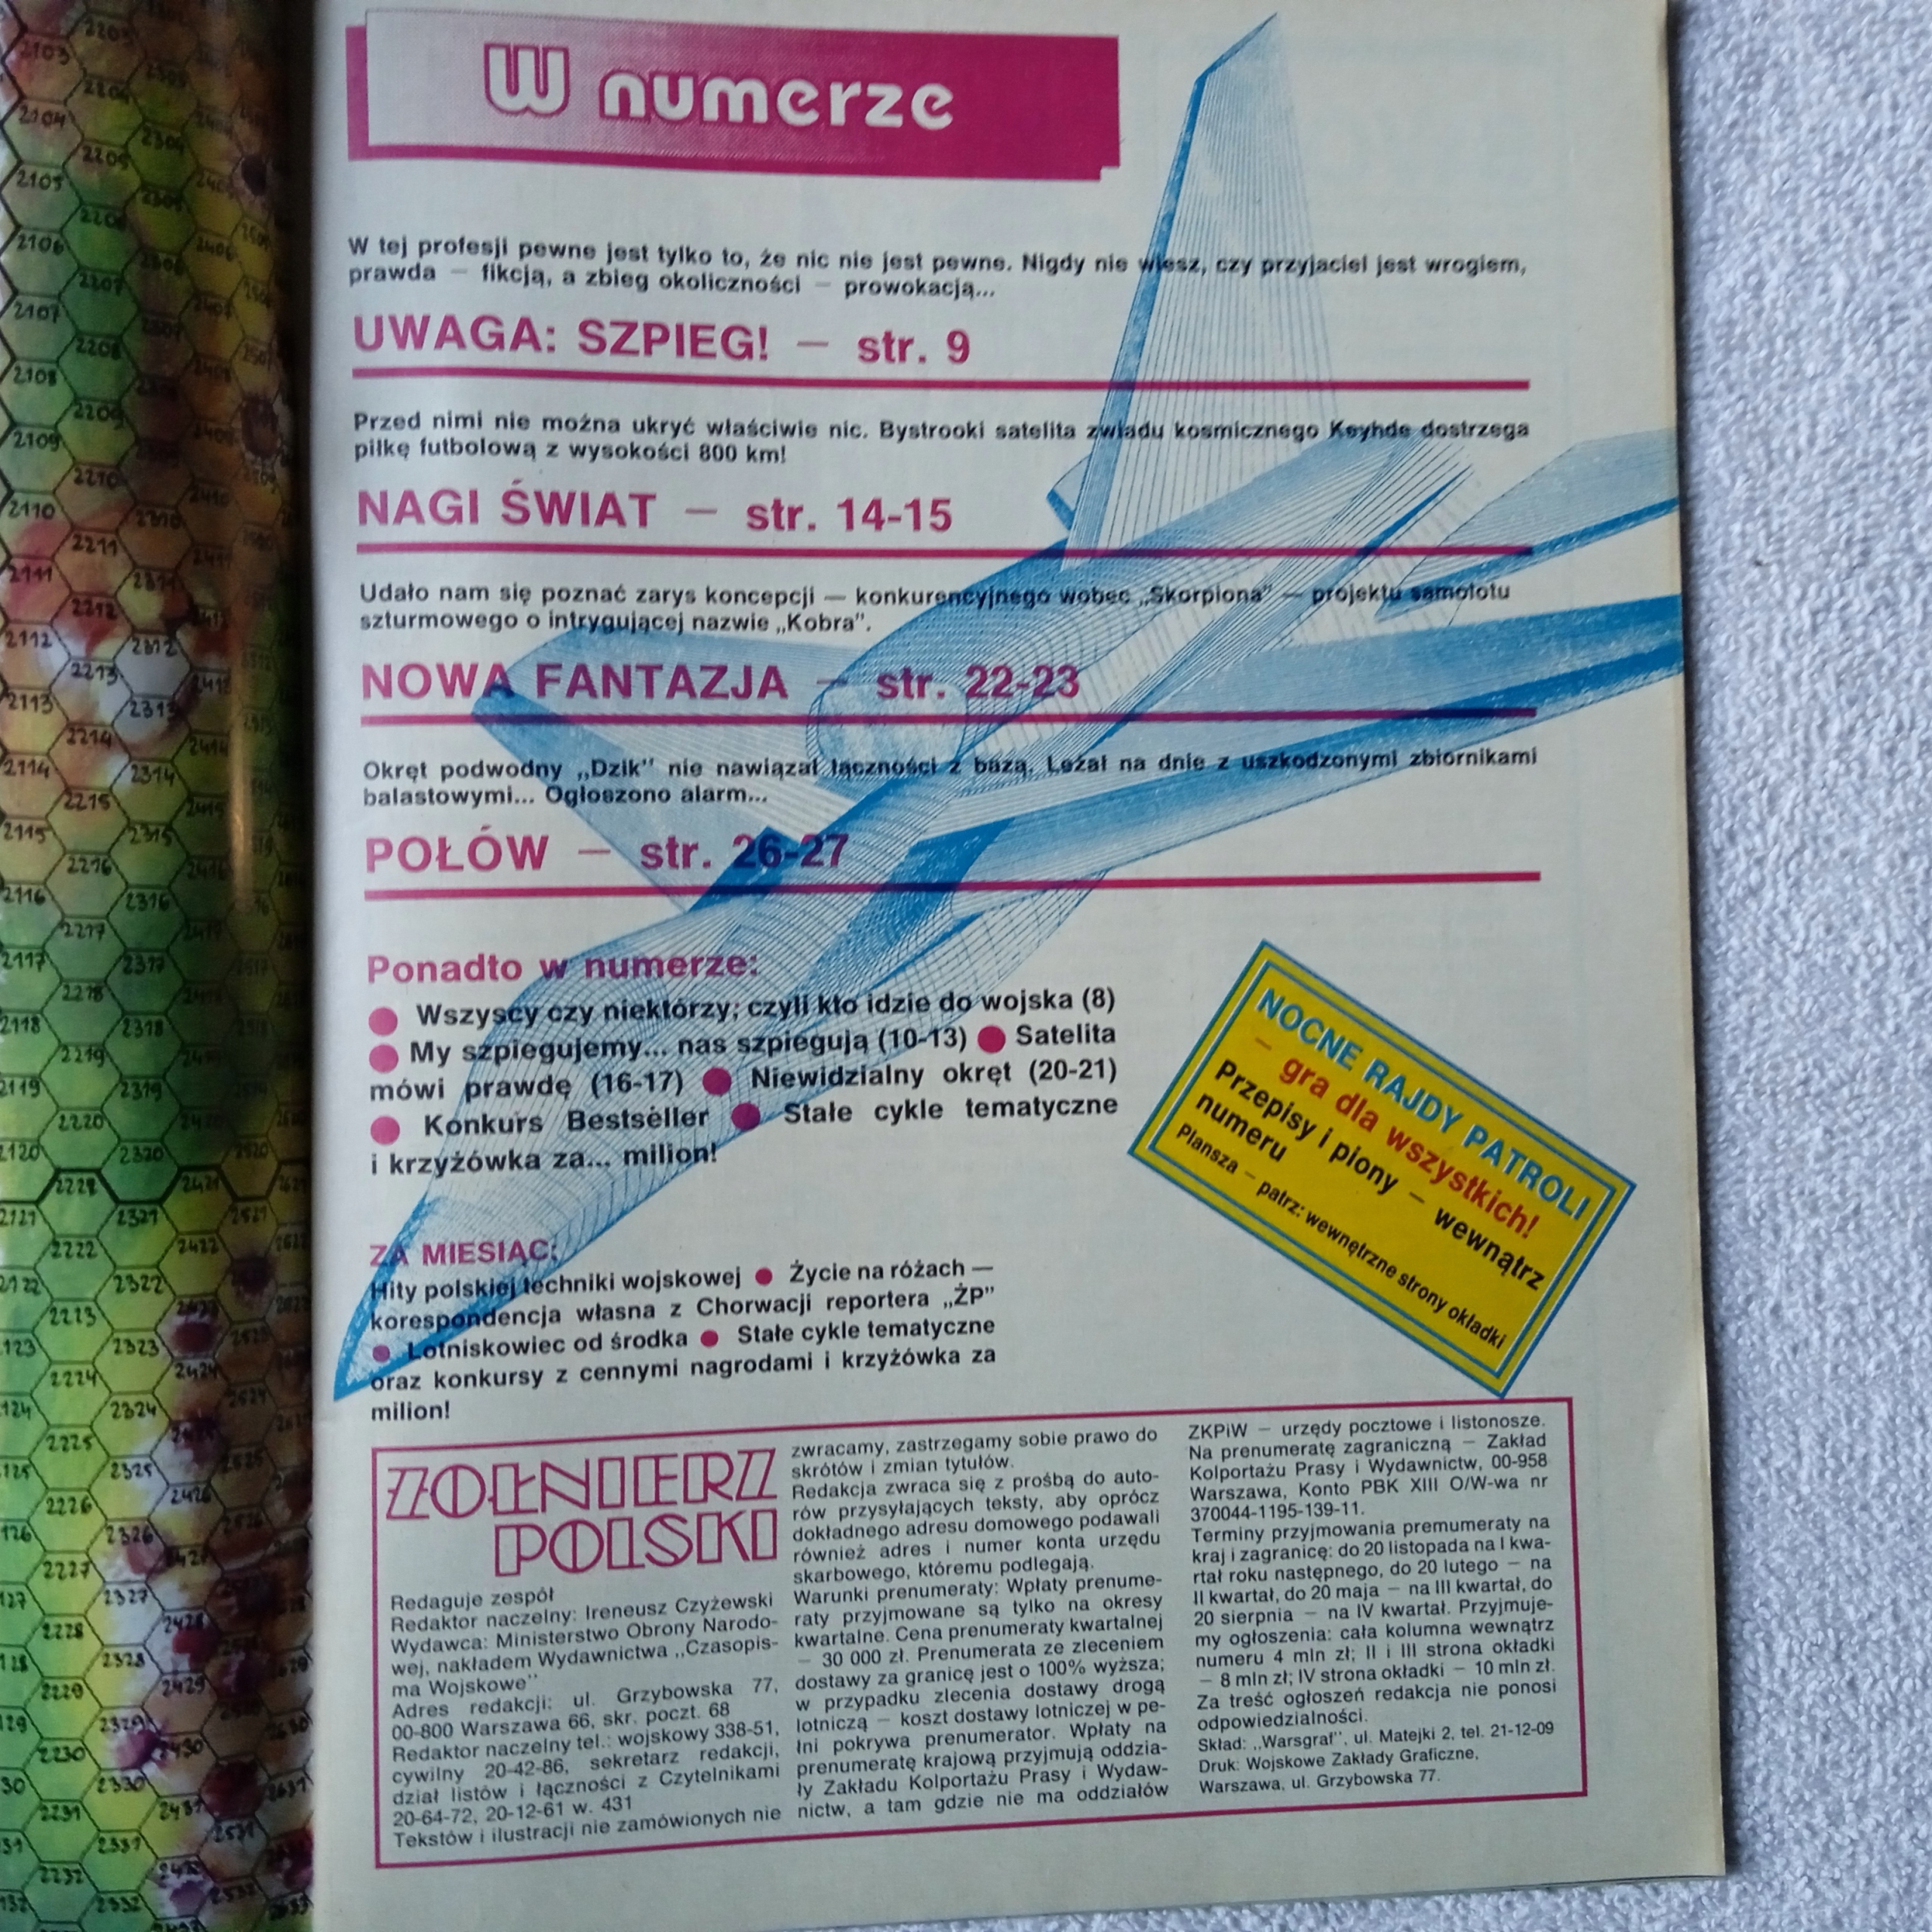 W numerze
W tej profesji pewne jest tylko to, że nic nie jest pewne. Nigdy nie wiesz, czy przyjaciel jest wrogiem,
prawda — fikcją, a zbieg okoliczności — prowokacją...
UWAGA: SZPIEG! — str. 9
Przed nimi nie można ukryć właściwie nic. Bystrooki satelita zwiadu kosmicznego Keyhde dostrzega
piłkę futbolową z wysokości 800 km!
NAGI ŚWIAT — str. 14-15
Udało nam się poznać zarys koncepcji — konkurencyjnego wobec „Skorpiona” — projektu samolotu
szturmowego o intrygującej nazwie „Kobra”.
NOWA FANTAZJA — str. 22-23
Okręt podwodny „Dzik” nie nawiązał łączności z bazą. Leżał na dnie z uszkodzonymi zbiornikami
balastowymi... Ogłoszono alarm...
POŁÓW — str. 26-27
Ponadto w numerze:
● Wszyscy czy niektórzy; czyli kto idzie do wojska (8)
● My szpiegujemy... nas szpiegują (10-13) ● Satelita
mówi prawdę (16-17) ● Niewidzialny okręt (20-21)
● Konkurs Bestseller ● Stałe cykle tematyczne
i krzyżówka za... milion!
NOCNE RAJDY PATROLI
— gra dla wszystkich!
Przepisy i piony — wewnątrz
numeru
Plansza — patrz: wewnętrzne strony okładki
ZA MIESIĄC:
Hity polskiej techniki wojskowej ● Życie na różach —
korespondencja własna z Chorwacji reportera „ŻP”
● Lotniskowiec od środka ● Stałe cykle tematyczne
oraz konkursy z cennymi nagrodami i krzyżówka za
milion!
ŻOŁNIERZ
POLSKI
Redaguje zespół
Redaktor naczelny: Ireneusz Czyżewski
Wydawca: Ministerstwo Obrony Narodo-
wej, nakładem Wydawnictwa „Czasopis-
ma Wojskowe”
Adres redakcji: ul. Grzybowska 77,
00-800 Warszawa 66, skr. poczt. 68
Redaktor naczelny tel.: wojskowy 338-51,
cywilny 20-42-86, sekretarz redakcji,
dział listów i łączności z Czytelnikami
20-64-72, 20-12-61 w. 431
Tekstów i ilustracji nie zamówionych nie
zwracamy, zastrzegamy sobie prawo do
skrótów i zmian tytułów.
Redakcja zwraca się z prośbą do auto-
rów przysyłających teksty, aby oprócz
dokładnego adresu domowego podawali
również adres i numer konta urzędu
skarbowego, któremu podlegają.
Warunki prenumeraty: Wpłaty prenume-
raty przyjmowane są tylko na okresy
kwartalne. Cena prenumeraty kwartalnej
— 30 000 zł. Prenumerata ze zleceniem
dostawy za granicę jest o 100% wyższa;
w przypadku zlecenia dostawy drogą
lotniczą — koszt dostawy lotniczej w pe-
łni pokrywa prenumerator. Wpłaty na
prenumeratę krajową przyjmują oddzia-
ły Zakładu Kolportażu Prasy i Wydaw-
nictw, a tam gdzie nie ma oddziałów
ZKPiW — urzędy pocztowe i listonosze.
Na prenumeratę zagraniczną — Zakład
Kolportażu Prasy i Wydawnictw, 00-958
Warszawa, Konto PBK XIII O/W-wa nr
370044-1195-139-11.
Terminy przyjmowania premumeraty na
kraj i zagranicę: do 20 listopada na I kwa-
rtał roku następnego, do 20 lutego — na
II kwartał, do 20 maja — na III kwartał, do
20 sierpnia — na IV kwartał. Przyjmuje-
my ogłoszenia: cała kolumna wewnątrz
numeru 4 mln zł; II i III strona okładki
— 8 mln zł; IV strona okładki — 10 mln zł.
Za treść ogłoszeń redakcja nie ponosi
odpowiedzialności.
Skład: „Warsgraf”, ul. Matejki 2, tel. 21-12-09
Druk: Wojskowe Zakłady Graficzne,
Warszawa, ul. Grzybowska 77.